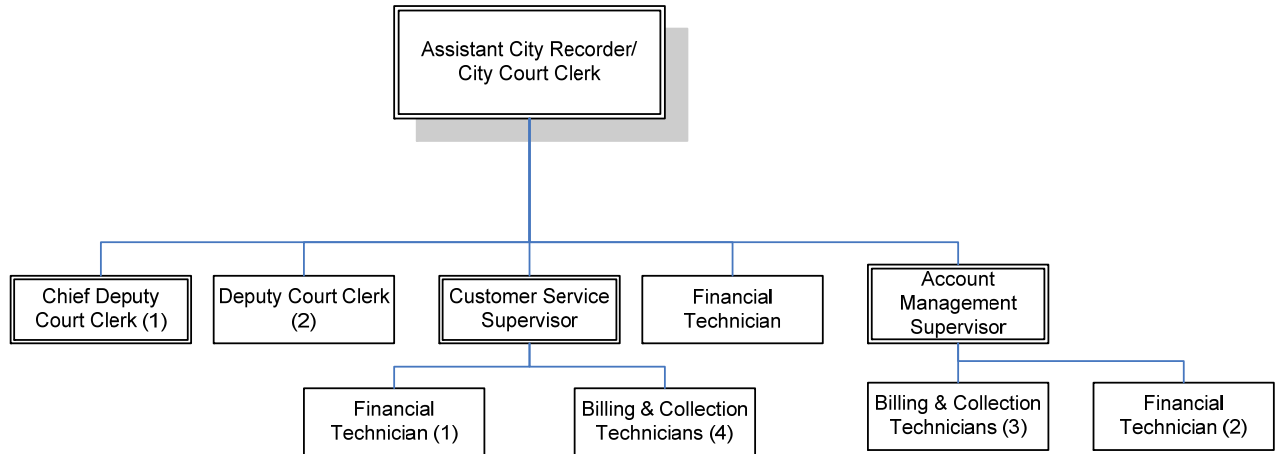 Assistant City Recorder/
City Court Clerk
Chief Deputy
Court Clerk (1)
Deputy Court Clerk
(2)
Customer Service
Supervisor
Financial
Technician
Account
Management
Supervisor
Financial
Technician (1)
Billing & Collection
Technicians (4)
Billing & Collection
Technicians (3)
Financial
Technician (2)